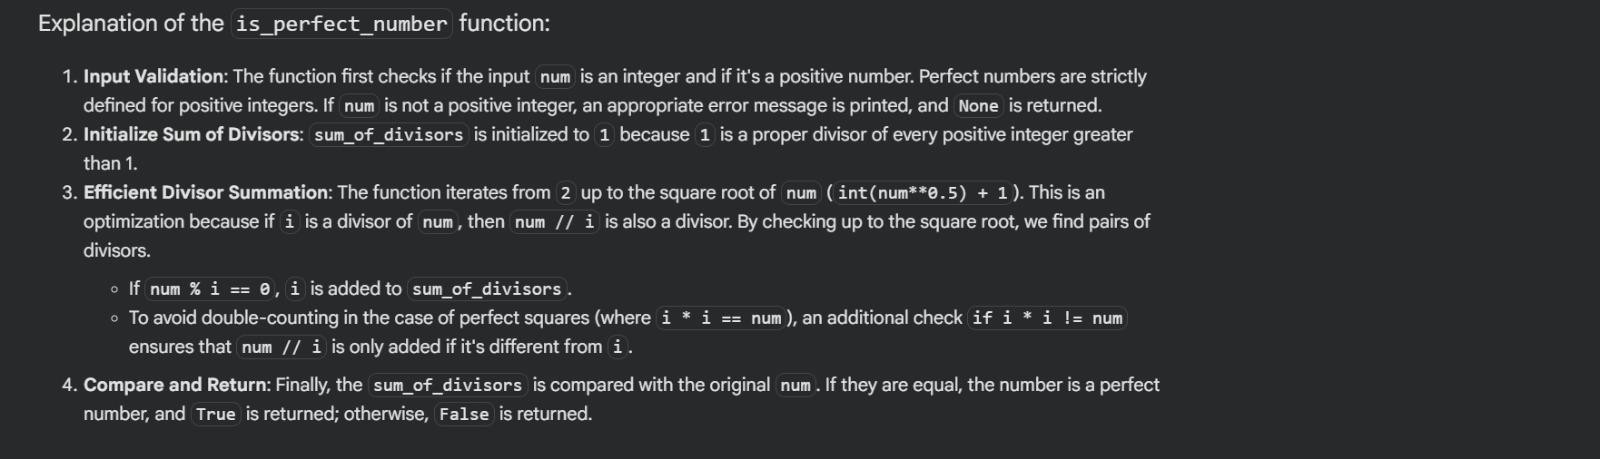 Explanation of the is_perfect_number function:
1. Input Validation: The function first checks if the input num is an integer and if it's a positive number. Perfect numbers are strictly
defined for positive integers. If num is not a positive integer, an appropriate error message is printed, and None is returned.
2. Initialize Sum of Divisors: sum_of_divisors is initialized to 1 because 1 is a proper divisor of every positive integer greater
than 1.
3. Efficient Divisor Summation: The function iterates from 2 up to the square root of num ( int(num**0.5) + 1 ). This is an
optimization because if i is a divisor of num , then num // i is also a divisor. By checking up to the square root, we find pairs of
divisors.
◦ If num % i == 0 , i is added to sum_of_divisors .
◦ To avoid double-counting in the case of perfect squares (where i * i == num ), an additional check if i * i != num
ensures that num // i is only added if it's different from i .
4. Compare and Return: Finally, the sum_of_divisors is compared with the original num . If they are equal, the number is a perfect
number, and True is returned; otherwise, False is returned.